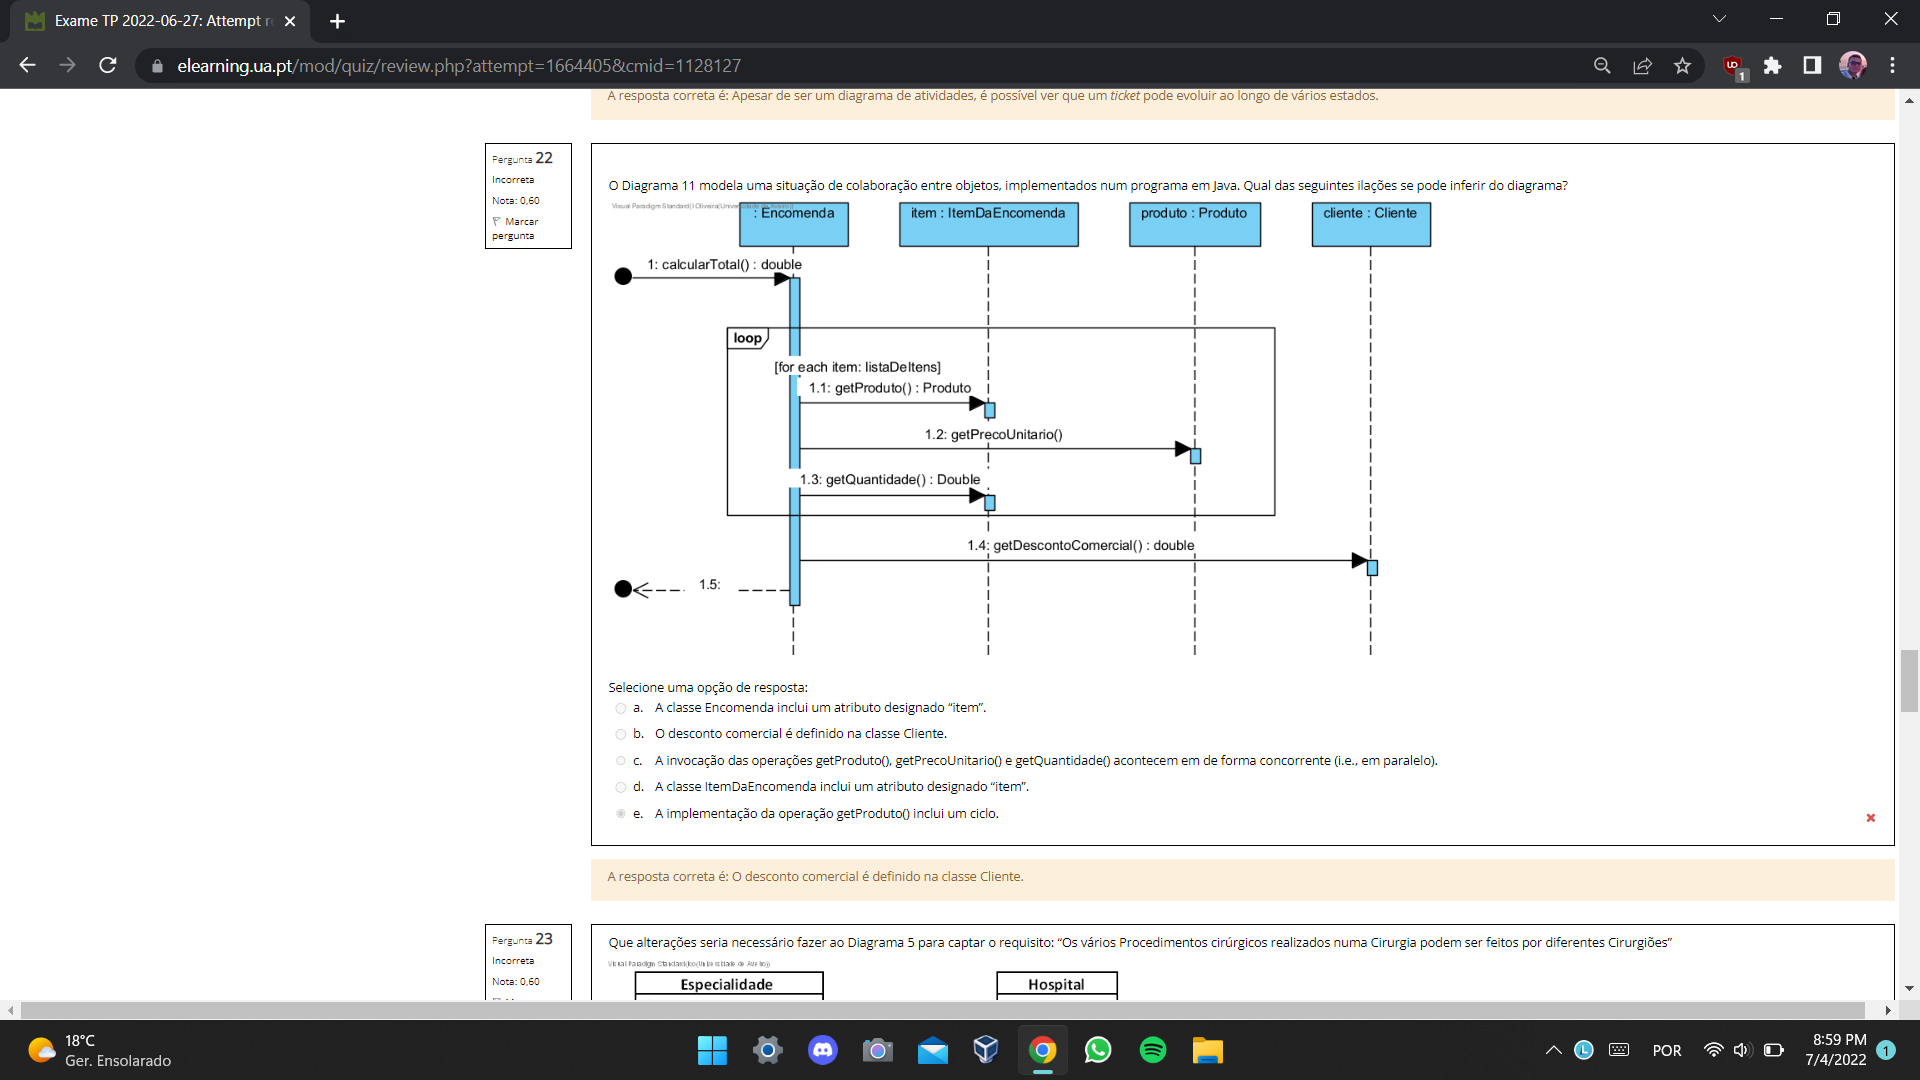 Exame TP 2022-06-27: Attempt r
elearning.ua.pt/mod/quiz/review.php?attempt=1664405&cmid=1128127
1
A resposta correta é: Apesar de ser um diagrama de atividades, é possível ver que um ticket pode evoluir ao longo de vários estados.
Pergunta 22
Incorreta
Nota: 0,60
Marcar
pergunta
O Diagrama 11 modela uma situação de colaboração entre objetos, implementados num programa em Java. Qual das seguintes ilações se pode inferir do diagrama?
Visual Paradigm Standard(I Oliveira(Universidade de Aveiro))
: Encomenda
item : ItemDaEncomenda
produto : Produto
cliente : Cliente
1: calcularTotal() : double
loop
[for each item: listaDeItens]
1.1: getProduto() : Produto
1.2: getPrecoUnitario()
1.3: getQuantidade() : Double
1.4: getDescontoComercial() : double
1.5:
Selecione uma opção de resposta:
a. A classe Encomenda inclui um atributo designado “item”.
b. O desconto comercial é definido na classe Cliente.
c. A invocação das operações getProduto(), getPrecoUnitario() e getQuantidade() acontecem em de forma concorrente (i.e., em paralelo).
d. A classe ItemDaEncomenda inclui um atributo designado “item”.
e. A implementação da operação getProduto() inclui um ciclo.
A resposta correta é: O desconto comercial é definido na classe Cliente.
Pergunta 23
Incorreta
Nota: 0,60
Que alterações seria necessário fazer ao Diagrama 5 para captar o requisito: “Os vários Procedimentos cirúrgicos realizados numa Cirurgia podem ser feitos por diferentes Cirurgiões”
Visual Paradigm Standard(ico(Universidade de Aveiro))
Especialidade
Hospital
18°C
Ger. Ensolarado
L
POR
8:59 PM
7/4/2022
1